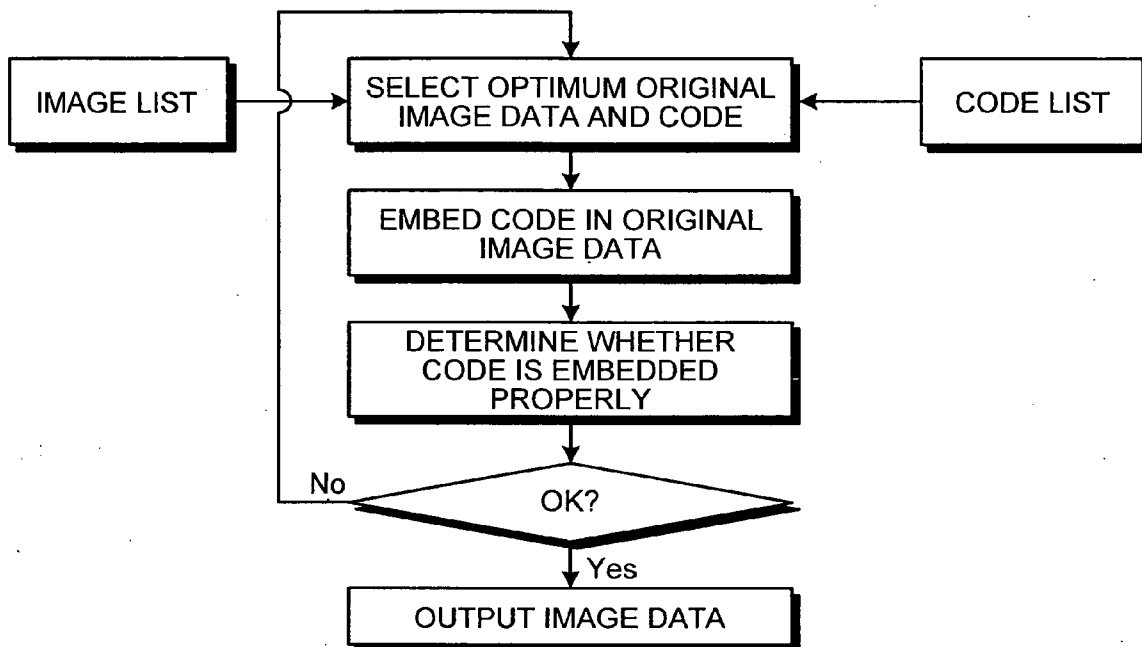 IMAGE LIST
SELECT OPTIMUM ORIGINAL
IMAGE DATA AND CODE
CODE LIST
EMBED CODE IN ORIGINAL
IMAGE DATA
DETERMINE WHETHER
CODE IS EMBEDDED
PROPERLY
No
OK?
Yes
OUTPUT IMAGE DATA